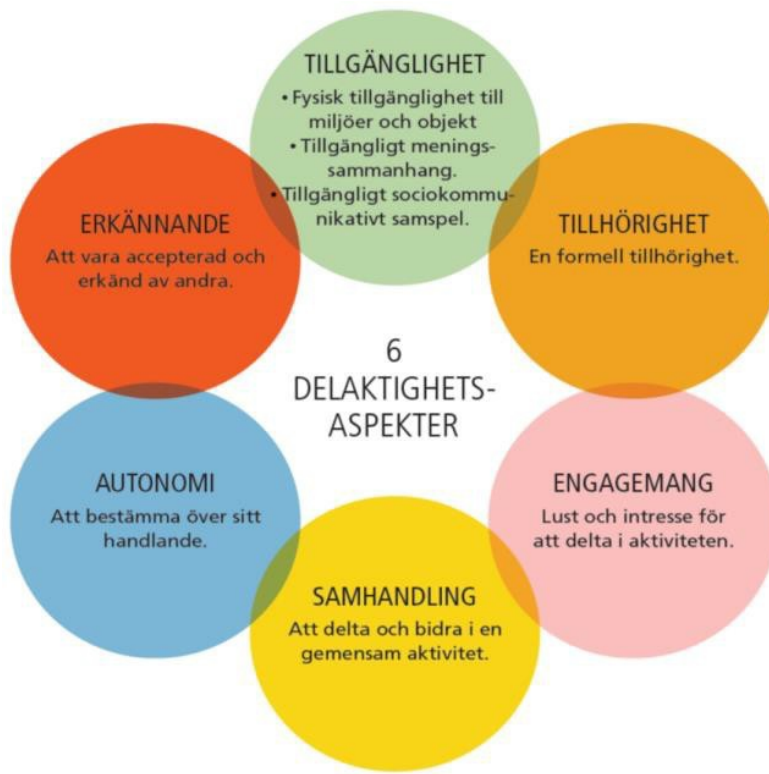 TILLGÄNGLIGHET
• Fysisk tillgänglighet till
miljöer och objekt
• Tillgängligt menings-
sammanhang.
• Tillgängligt sociokommu-
nikativt samspel.
TILLHÖRIGHET
En formell tillhörighet.
ENGAGEMANG
Lust och intresse för
att delta i aktiviteten.
SAMHANDLING
Att delta och bidra i en
gemensam aktivitet.
AUTONOMI
Att bestämma över sitt
handlande.
ERKÄNNANDE
Att vara accepterad och
erkänd av andra.
6
DELAKTIGHETS-
ASPEKTER